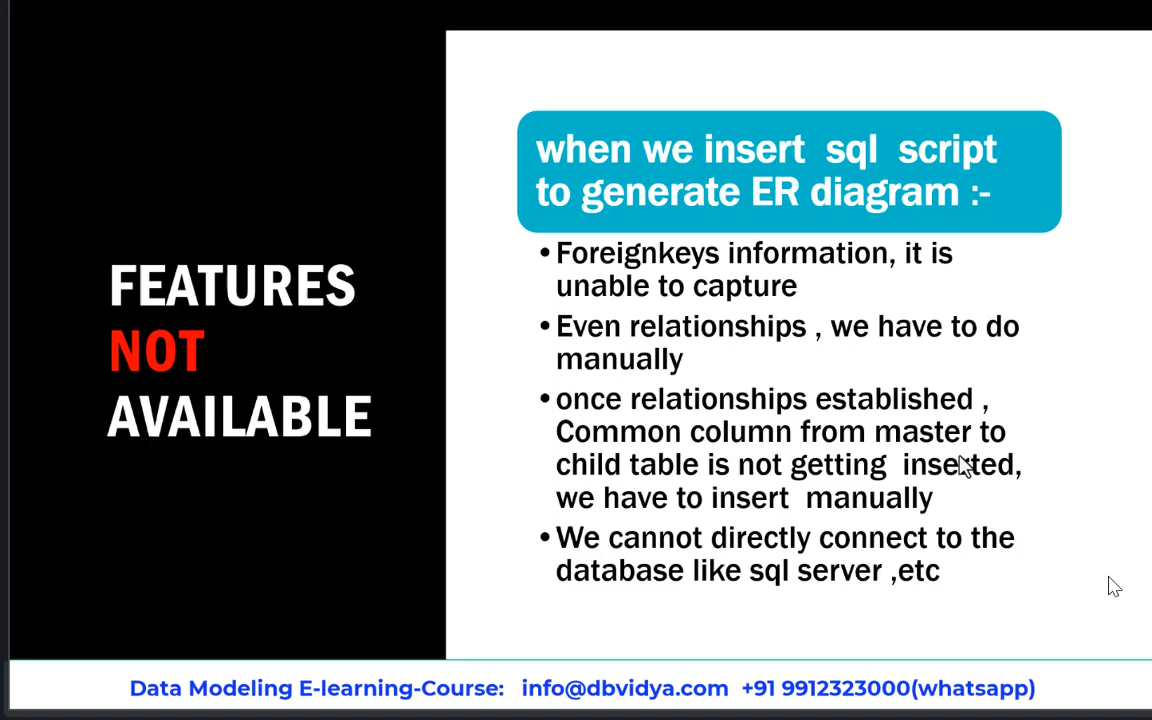 FEATURES
NOT
AVAILABLE
when we insert sql script
to generate ER diagram :-
•Foreignkeys information, it is
unable to capture
•Even relationships , we have to do
manually
•once relationships established ,
Common column from master to
child table is not getting inserted,
we have to insert manually
•We cannot directly connect to the
database like sql server ,etc
Data Modeling E-learning-Course: info@dbvidya.com +91 9912323000(whatsapp)